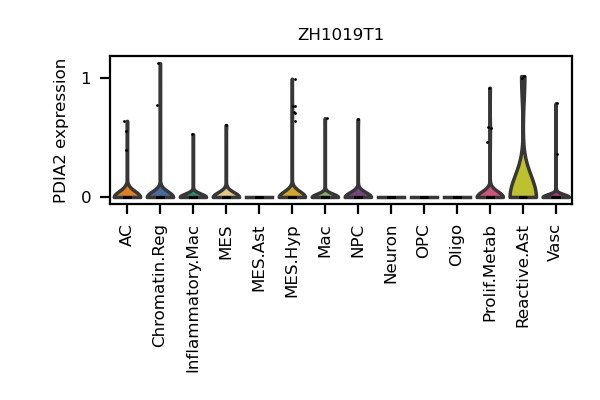 ZH1019T1
PDIA2 expression
1
0
AC
Chromatin.Reg
Inflammatory.Mac
MES
MES.Ast
MES.Hyp
Mac
NPC
Neuron
OPC
Oligo
Prolif.Metab
Reactive.Ast
Vasc